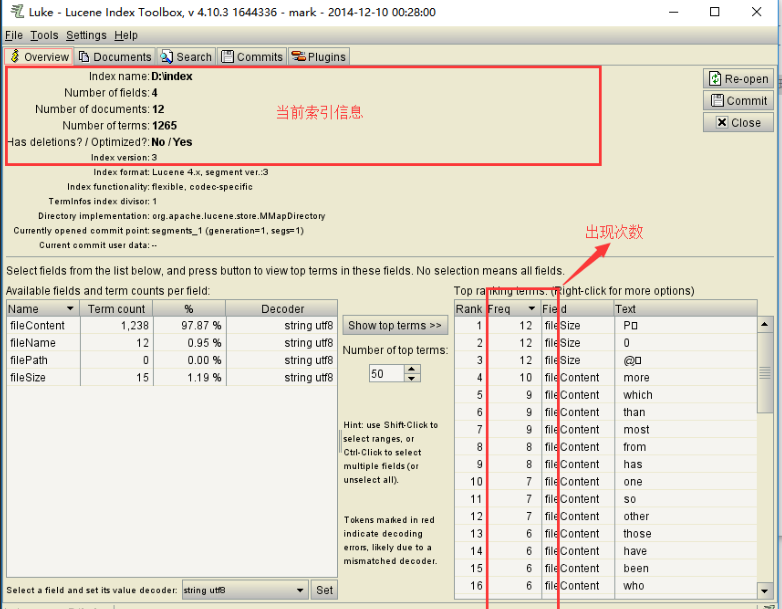 Luke - Lucene Index Toolbox, v 4.10.3 1644336 - mark - 2014-12-10 00:28:00
File Tools Settings Help
Overview Documents Search Commits Plugins
Index name: D:\index
Number of fields: 4
Number of documents: 12
Number of terms: 1265
Has deletions? / Optimized?: No / Yes
Index version: 3
Index format: Lucene 4.x, segment ver.:3
Index functionality: flexible, codec-specific
TermInfos index divisor: 1
Directory implementation: org.apache.lucene.store.MMapDirectory
Currently opened commit point: segments_1 (generation=1, segs=1)
Current commit user data: --
当前索引信息
Re-open
Commit
Close
出现次数
Select fields from the list below, and press button to view top terms in these fields. No selection means all fields.
Available fields and term counts per field:
Name Term count % Decoder
fileContent 1,238 97.87 % string utf8
fileName 12 0.95 % string utf8
filePath 0 0.00 % string utf8
fileSize 15 1.19 % string utf8
Show top terms >>
Number of top terms:
50
Hint: use Shift-Click to
select ranges, or
Ctrl-Click to select
multiple fields (or
unselect all).
Tokens marked in red
indicate decoding
errors, likely due to a
mismatched decoder.
Top ranking terms. (Right-click for more options)
Rank Freq Field Text
1 12 fileSize P□
2 12 fileSize 0
3 12 fileSize @□
4 10 fileContent more
5 9 fileContent which
6 9 fileContent than
7 9 fileContent most
8 8 fileContent from
9 8 fileContent has
10 7 fileContent one
11 7 fileContent so
12 7 fileContent other
13 6 fileContent those
14 6 fileContent have
15 6 fileContent been
16 6 fileContent who
Select a field and set its value decoder: string utf8 Set